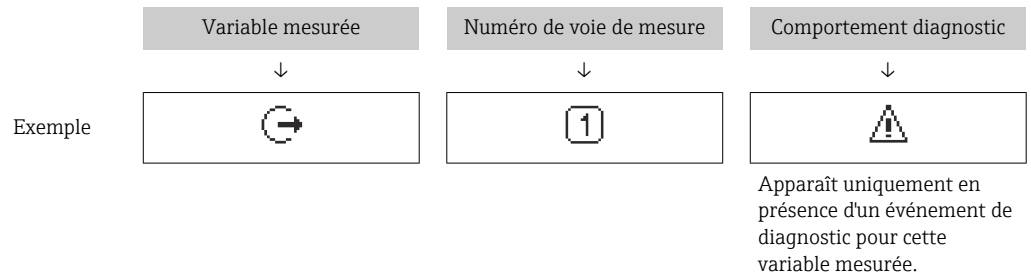 Variable mesurée
Numéro de voie de mesure
Comportement diagnostic
↓
↓
↓
Exemple
1
Apparaît uniquement en
présence d'un événement de
diagnostic pour cette
variable mesurée.